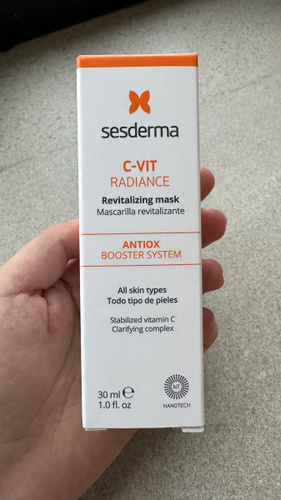 sesderma
C-VIT
RADIANCE
Revitalizing mask
Mascarilla revitalizante
ANTIOX
BOOSTER SYSTEM
All skin types
Todo tipo de pieles
Stabilized vitamin C
Clarifying complex
30 ml ℮
1.0 fl. oz
NT
NANOTECH